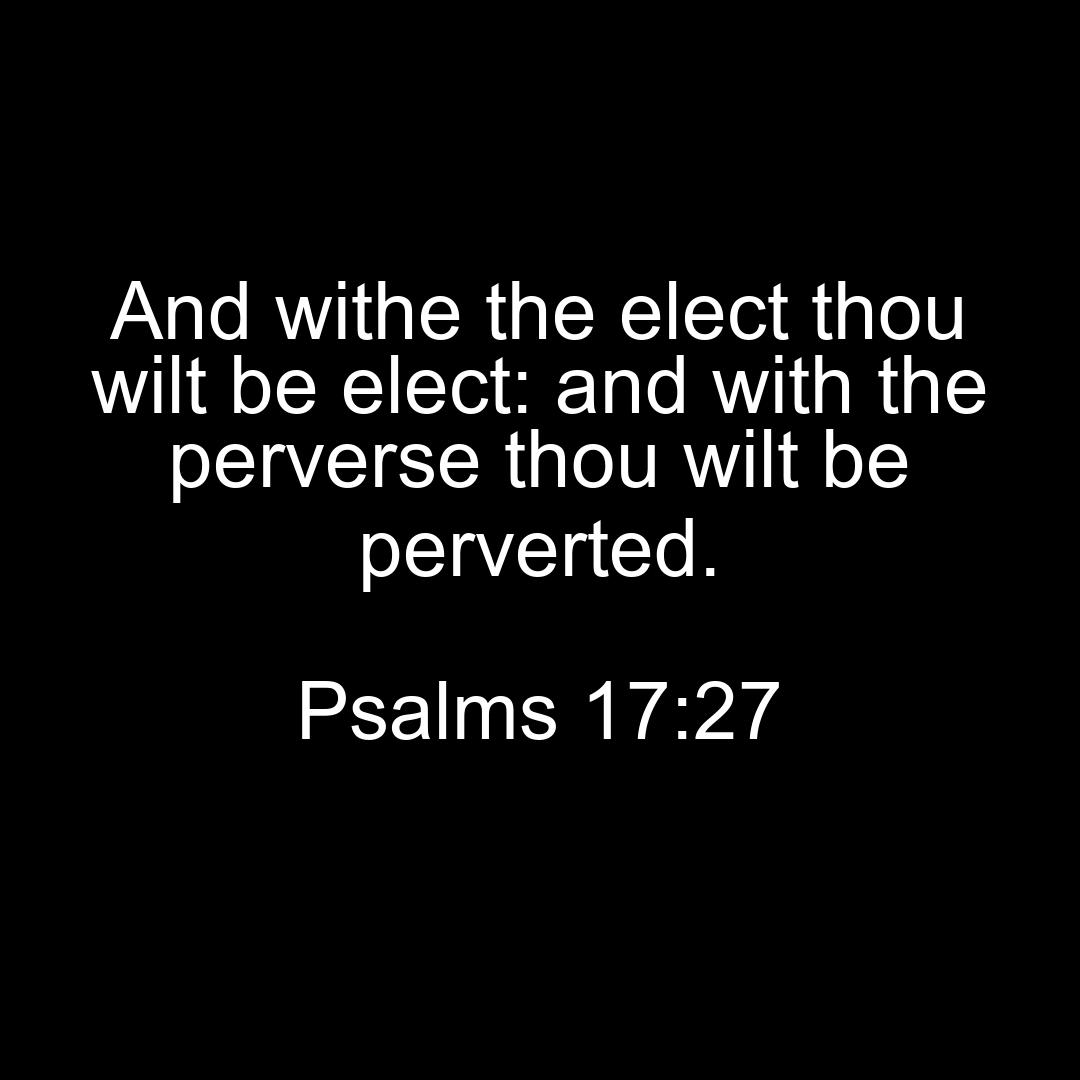 And withe the elect thou
wilt be elect: and with the
perverse thou wilt be
perverted.
Psalms 17:27